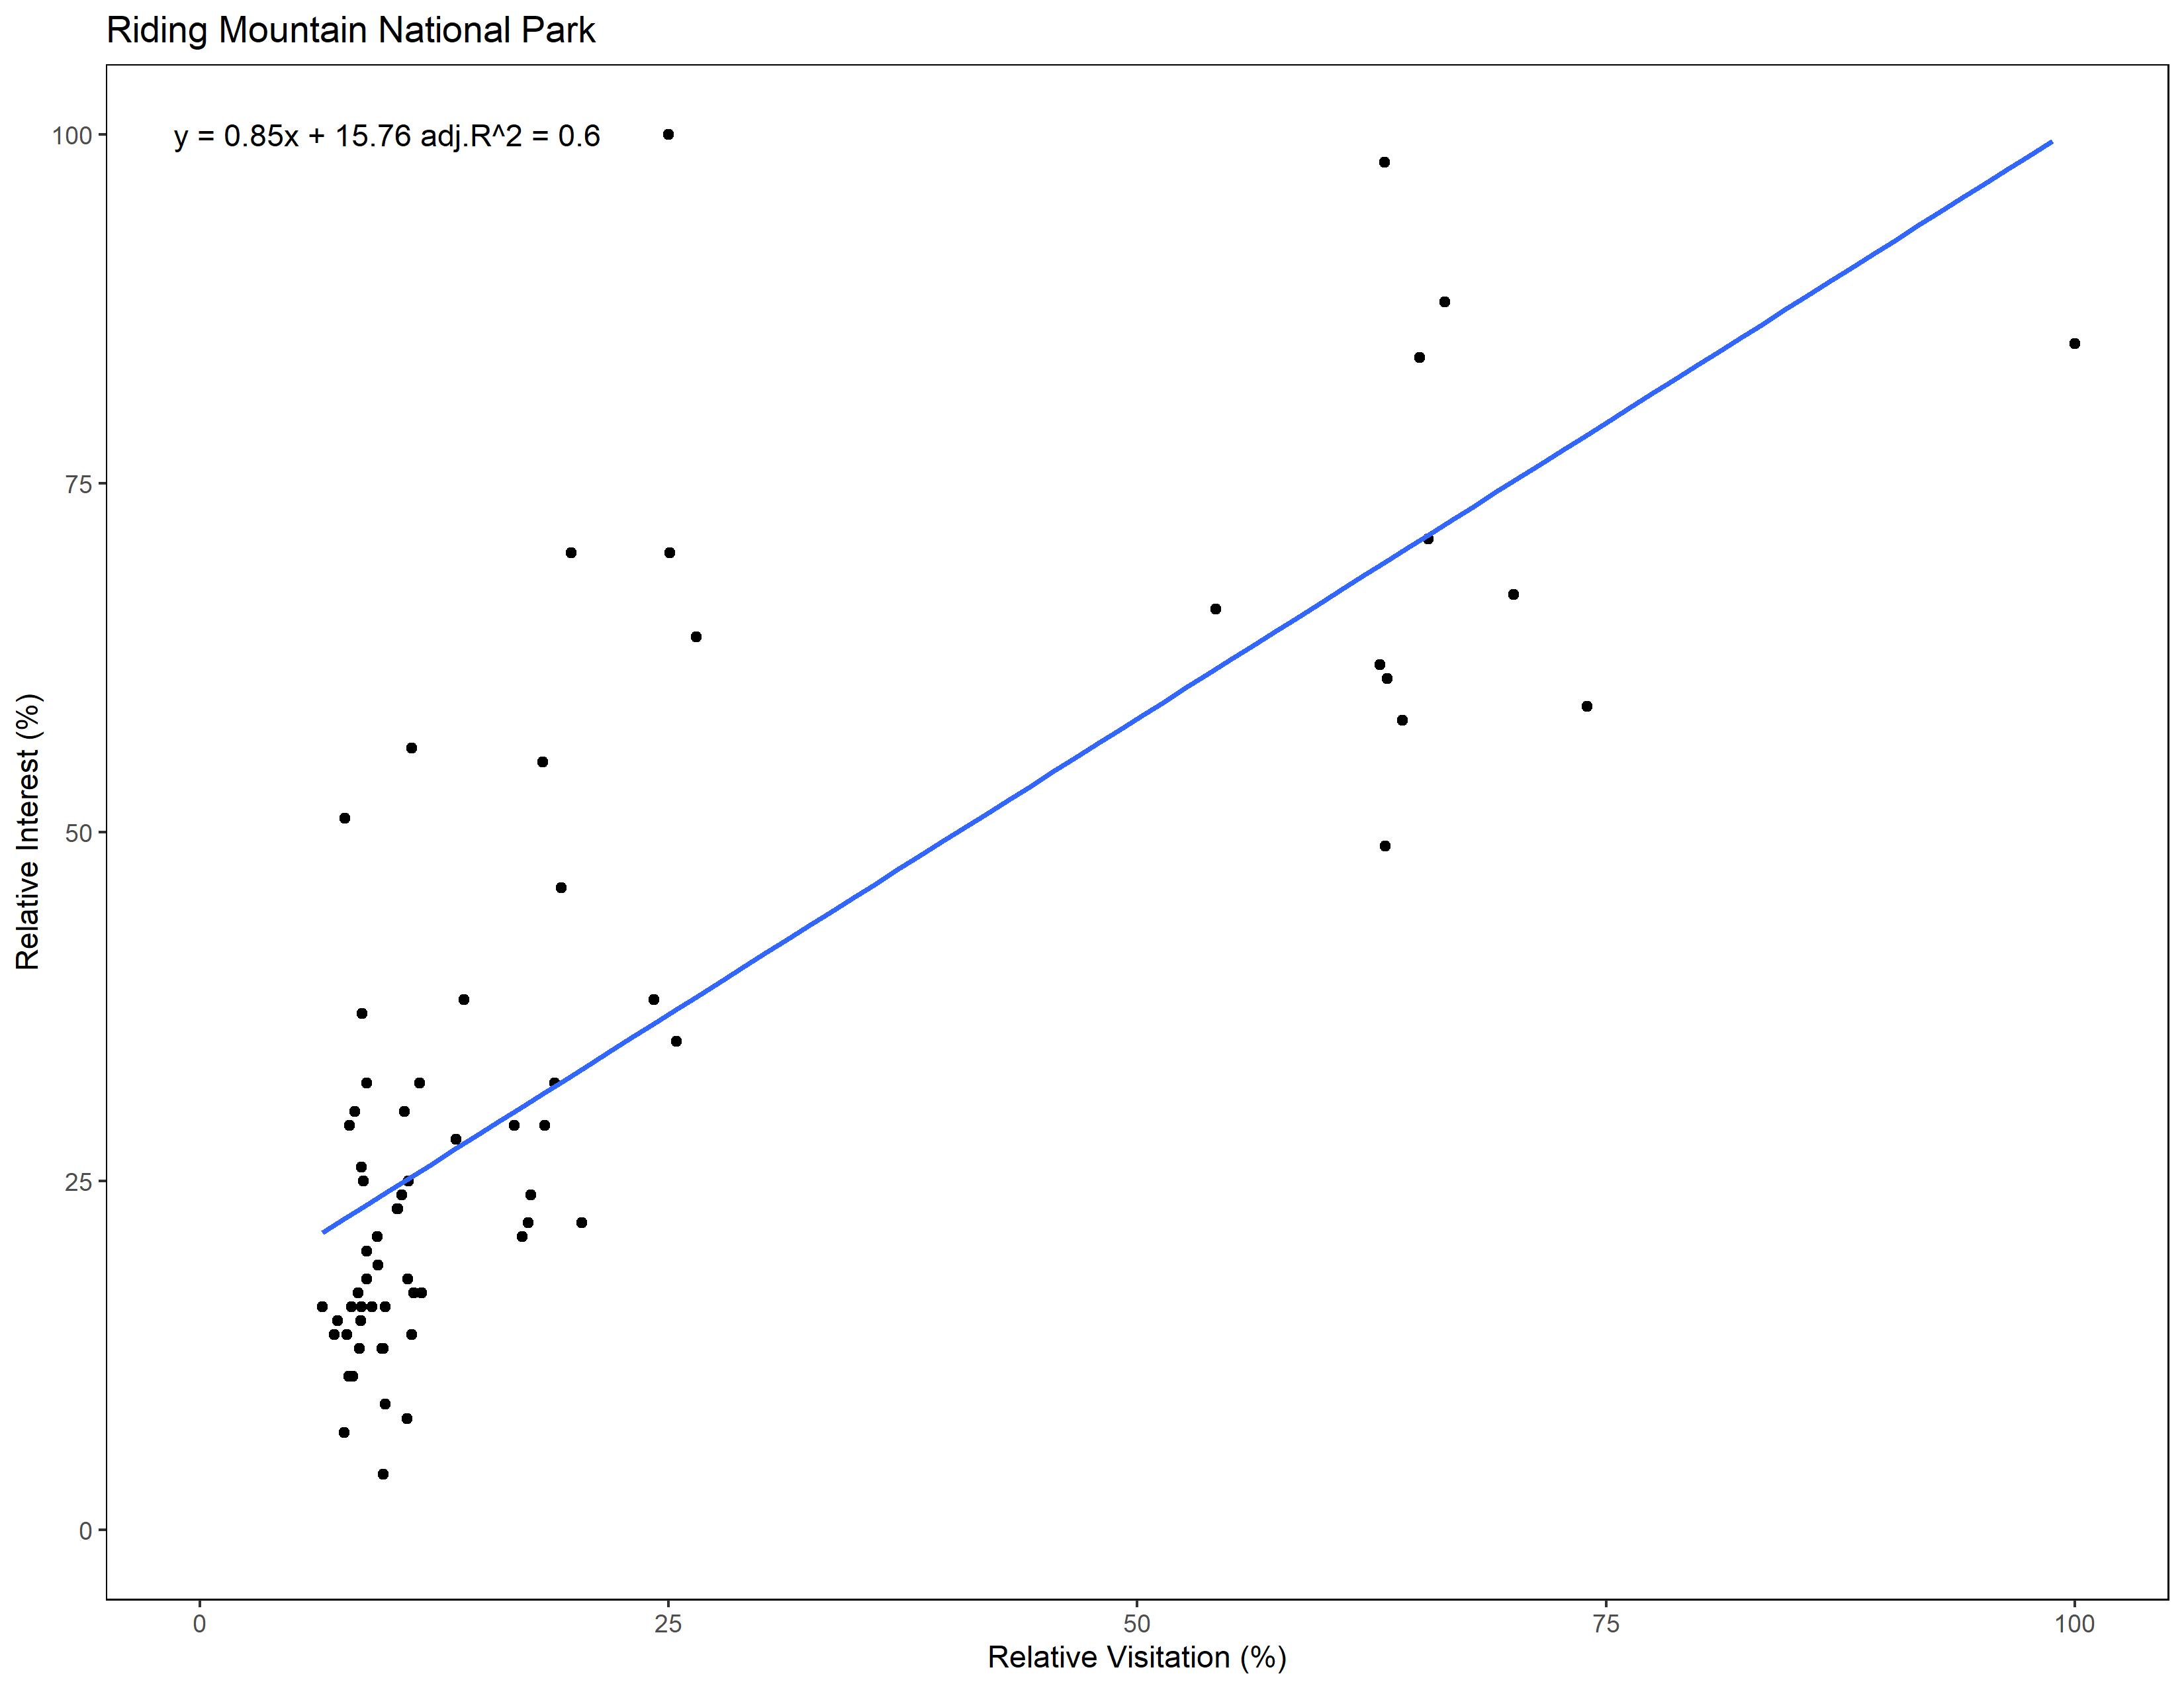 Riding Mountain National Park
y = 0.85x + 15.76 adj.R^2 = 0.6
100
75
50
25
0
Relative Interest (%)
0 25 50 75 100
Relative Visitation (%)